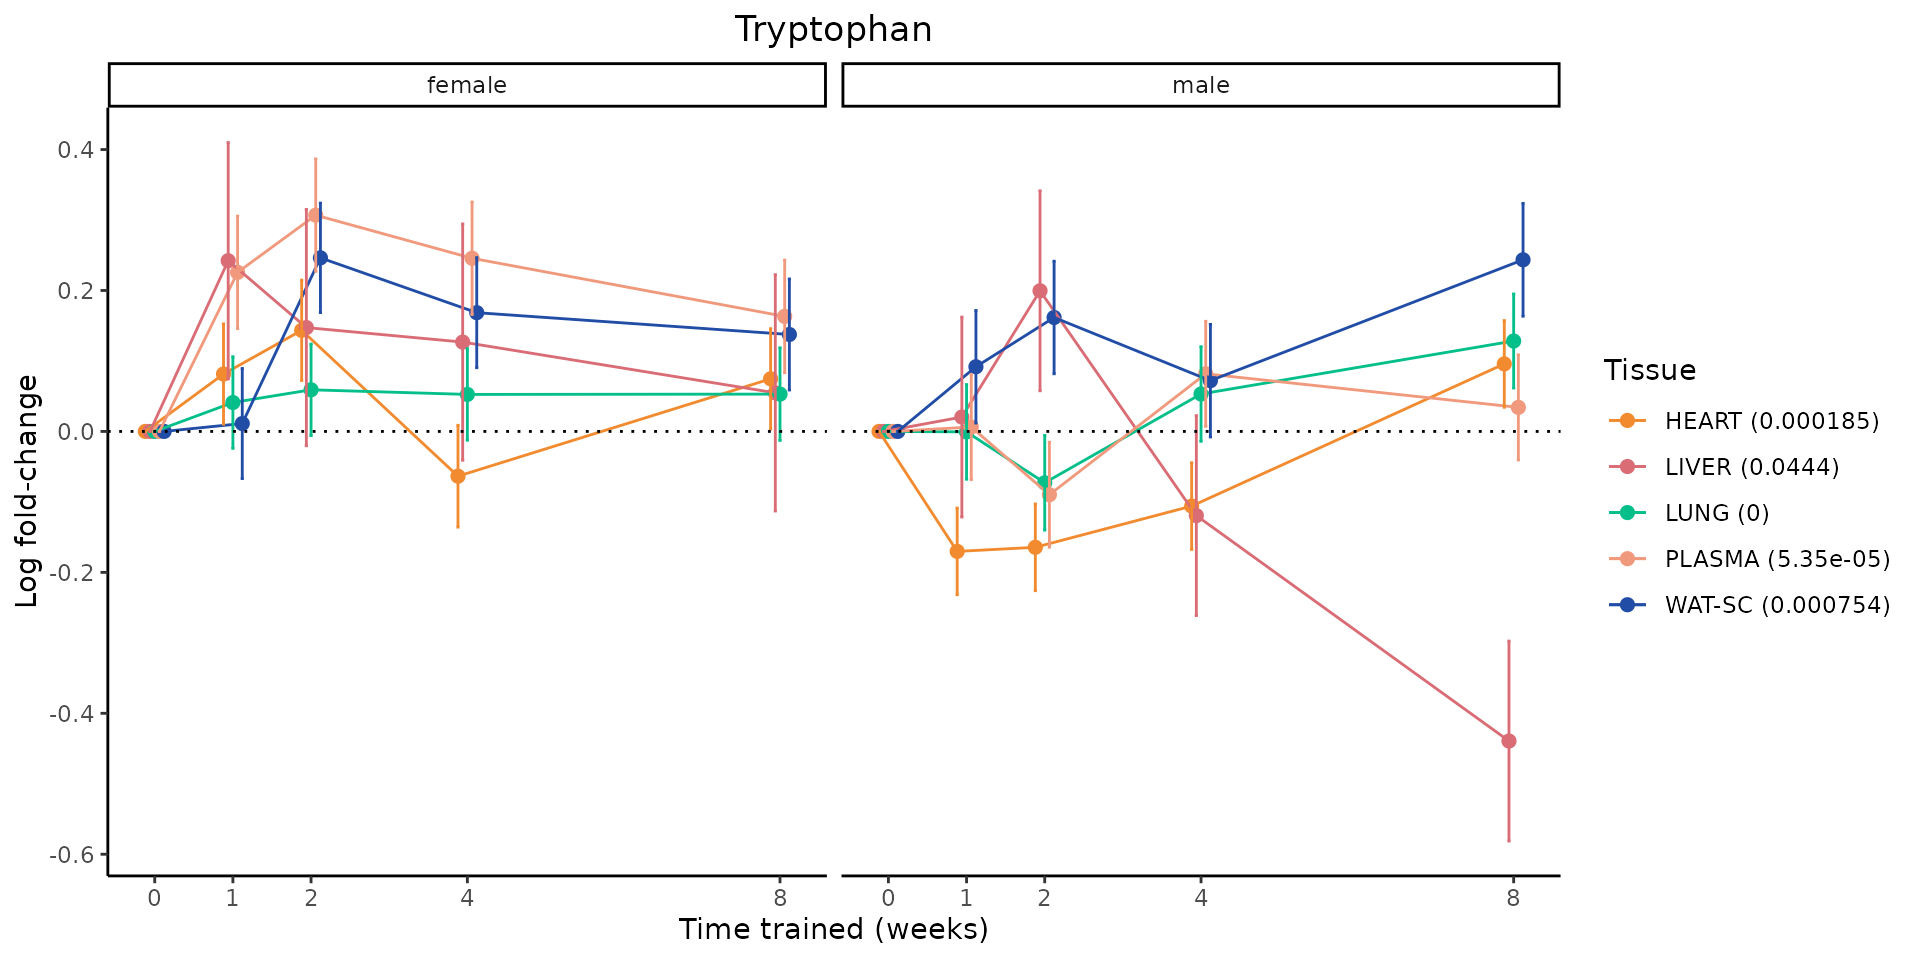 Tryptophan
female
male
Log fold-change
0.4
0.2
0.0
-0.2
-0.4
-0.6
0 1 2 4 8
0 1 2 4 8
Time trained (weeks)
Tissue
HEART (0.000185)
LIVER (0.0444)
LUNG (0)
PLASMA (5.35e-05)
WAT-SC (0.000754)